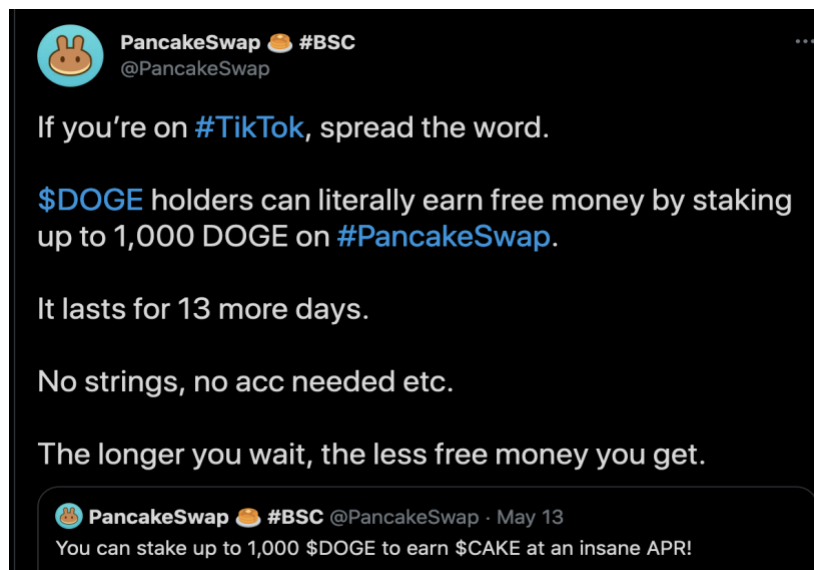 PancakeSwap 🥞 #BSC
@PancakeSwap
If you’re on #TikTok, spread the word.
$DOGE holders can literally earn free money by staking
up to 1,000 DOGE on #PancakeSwap.
It lasts for 13 more days.
No strings, no acc needed etc.
The longer you wait, the less free money you get.
PancakeSwap 🥞 #BSC @PancakeSwap · May 13
You can stake up to 1,000 $DOGE to earn $CAKE at an insane APR!